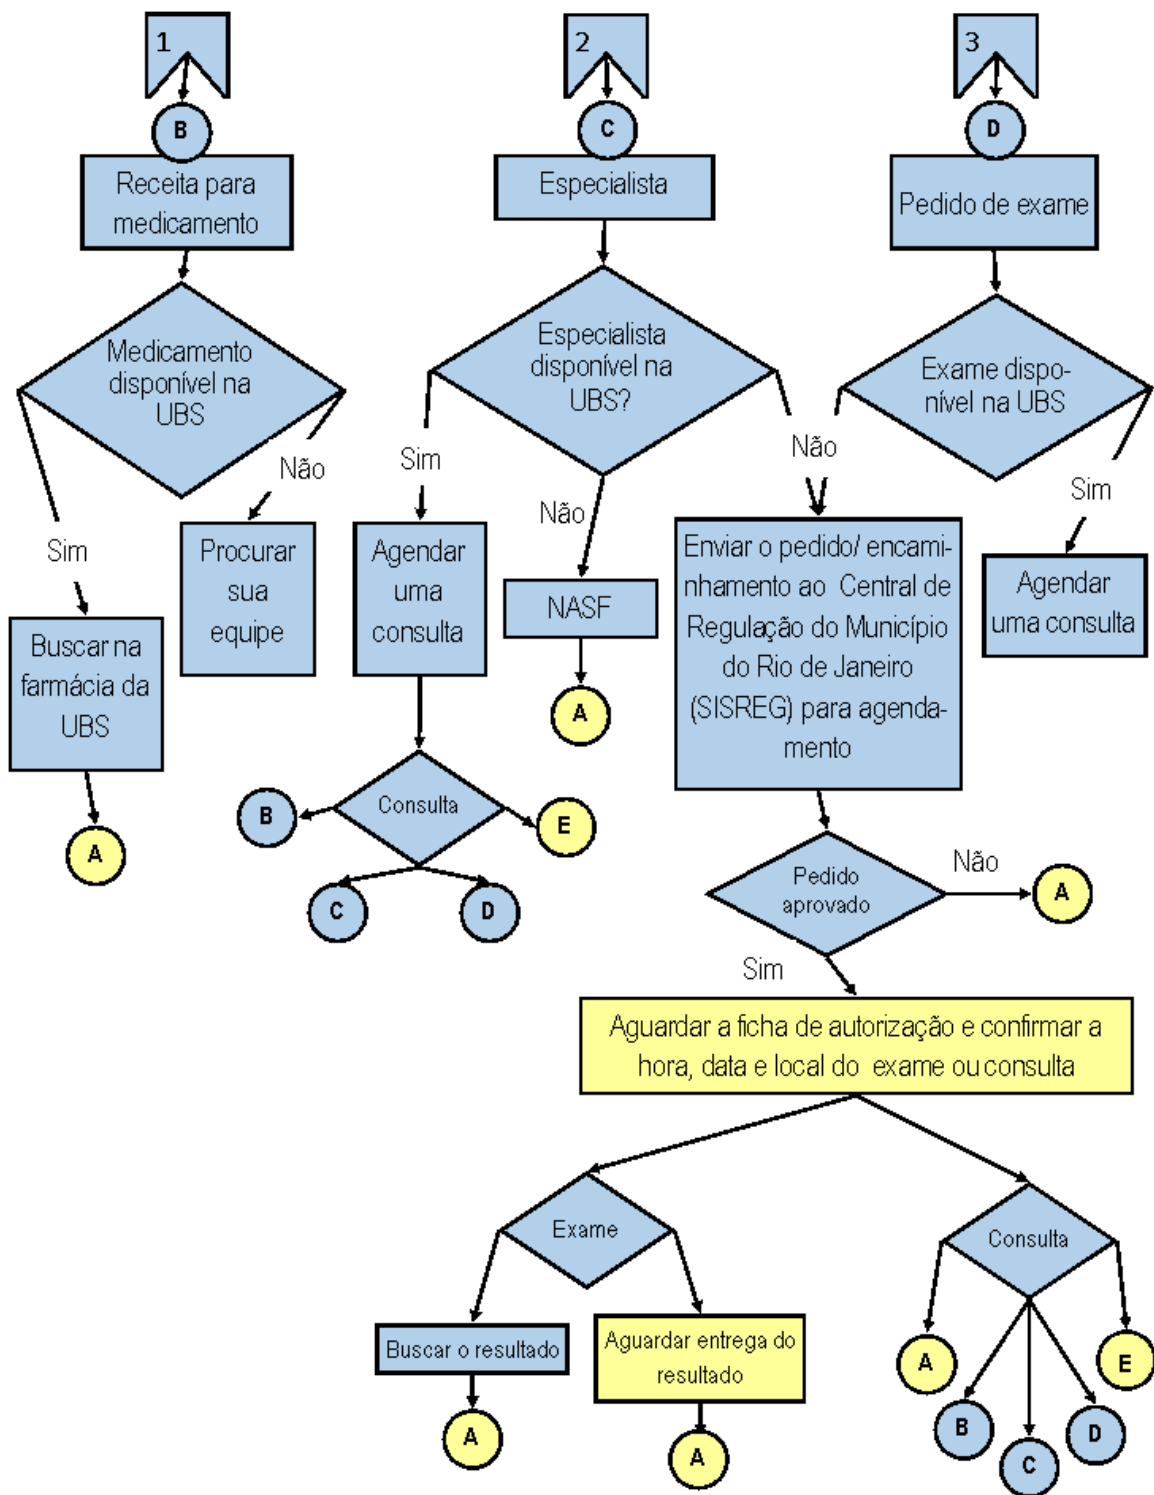 1
2
3
B
C
D
Receita para
medicamento
Especialista
Pedido de exame
Medicamento
disponível na
UBS
Especialista
disponível na
UBS?
Exame dispo-
nível na UBS
Sim
Não
Sim
Não
Não
Sim
Buscar na
farmácia da
UBS
Procurar
sua
equipe
Agendar
uma
consulta
NASF
Enviar o pedido/ encami-
nhamento ao Central de
Regulação do Município
do Rio de Janeiro
(SISREG) para agenda-
mento
Agendar
uma consulta
A
A
Consulta
B
E
C
D
Pedido
aprovado
Não
A
Sim
Aguardar a ficha de autorização e confirmar a
hora, data e local do exame ou consulta
Exame
Consulta
Buscar o resultado
Aguardar entrega do
resultado
A
A
A
B
C
D
E